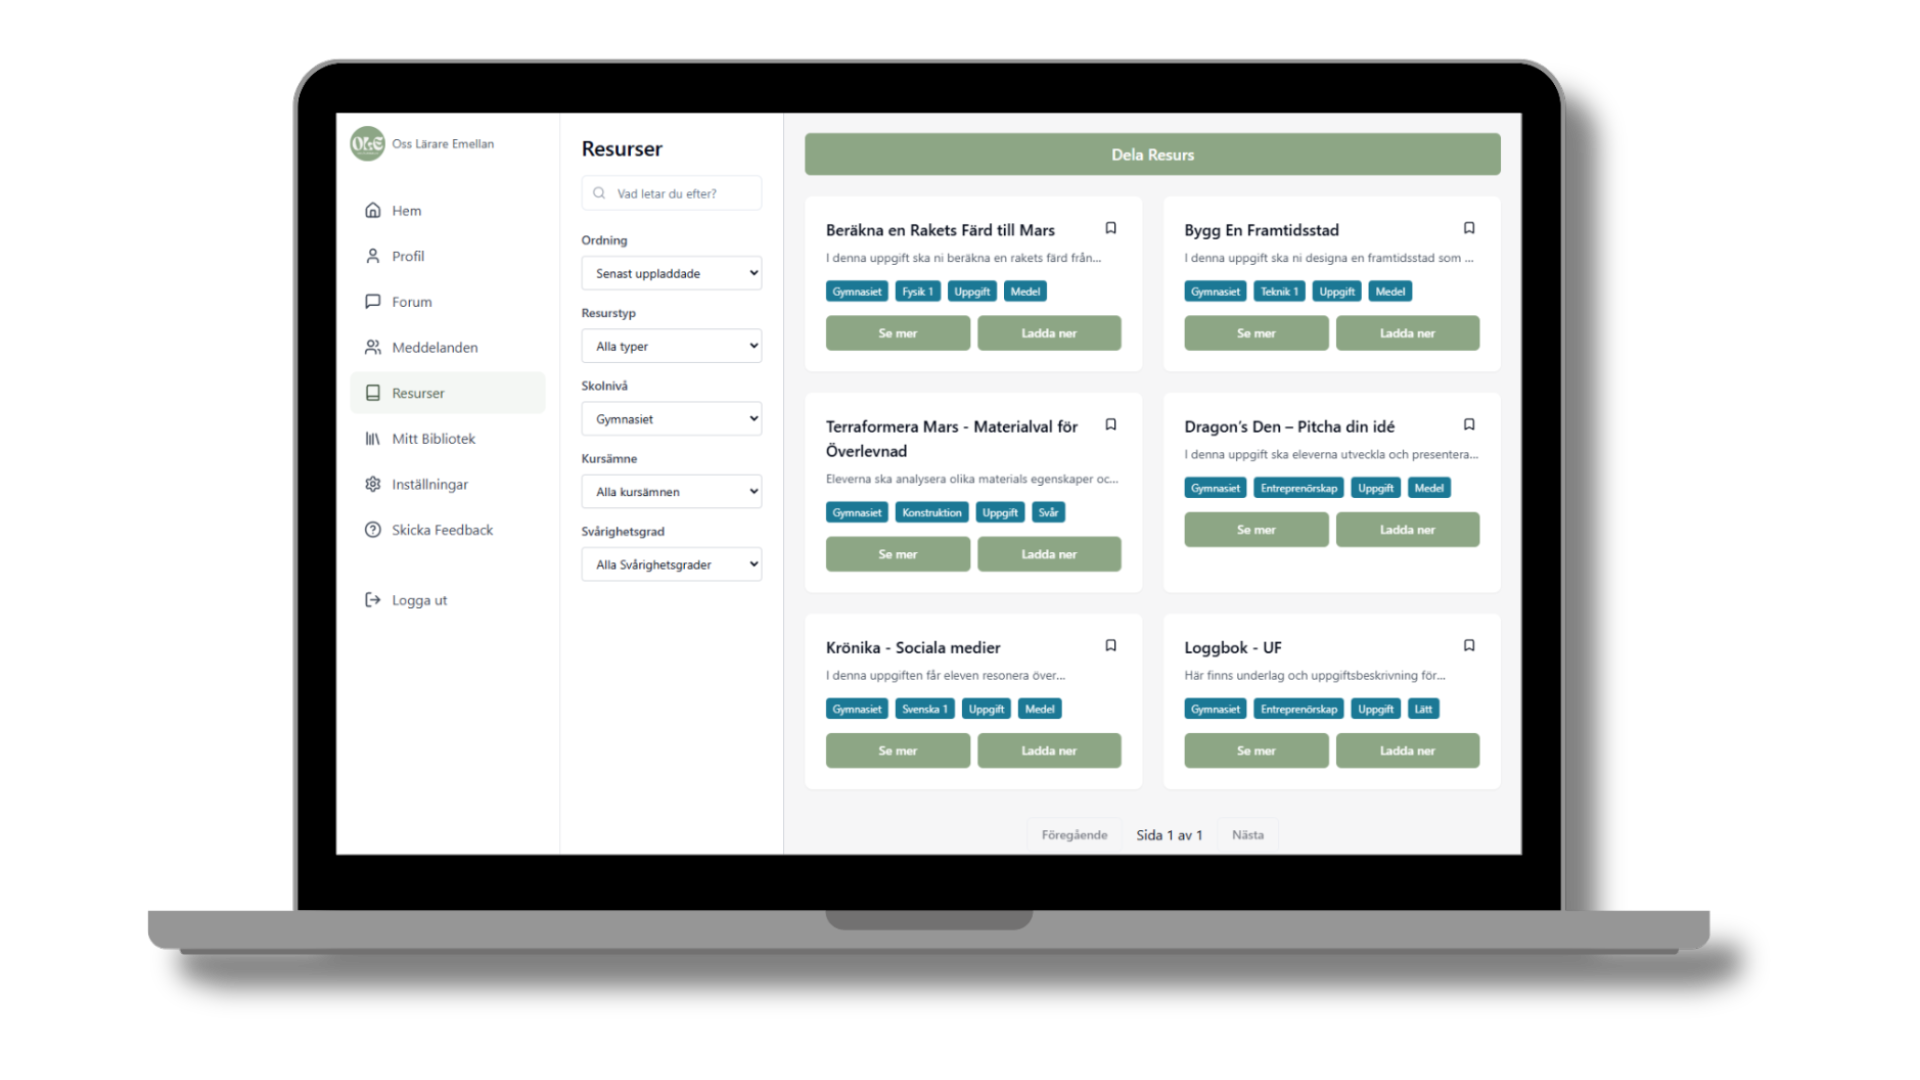 OLE
Oss Lärare Emellan
Hem
Profil
Forum
Meddelanden
Resurser
Mitt Bibliotek
Inställningar
Skicka Feedback
Logga ut
Resurser
Vad letar du efter?
Ordning
Senast uppladdade
Resurstyp
Alla typer
Skolnivå
Gymnasiet
Kursämne
Alla kursämnen
Svårighetsgrad
Alla Svårighetsgrader
Dela Resurs
Beräkna en Rakets Färd till Mars
I denna uppgift ska ni beräkna en rakets färd från...
Gymnasiet Fysik 1 Uppgift Medel
Se mer Ladda ner
Bygg En Framtidsstad
I denna uppgift ska ni designa en framtidsstad som ...
Gymnasiet Teknik 1 Uppgift Medel
Se mer Ladda ner
Terraformera Mars - Materialval för
Överlevnad
Eleverna ska analysera olika materials egenskaper oc...
Gymnasiet Konstruktion Uppgift Svår
Se mer Ladda ner
Dragon's Den – Pitcha din idé
I denna uppgift ska eleverna utveckla och presentera...
Gymnasiet Entreprenörskap Uppgift Medel
Se mer Ladda ner
Krönika - Sociala medier
I denna uppgiften får eleven resonera över...
Gymnasiet Svenska 1 Uppgift Medel
Se mer Ladda ner
Loggbok - UF
Här finns underlag och uppgiftsbeskrivning för...
Gymnasiet Entreprenörskap Uppgift Lätt
Se mer Ladda ner
Föregående Sida 1 av 1 Nästa